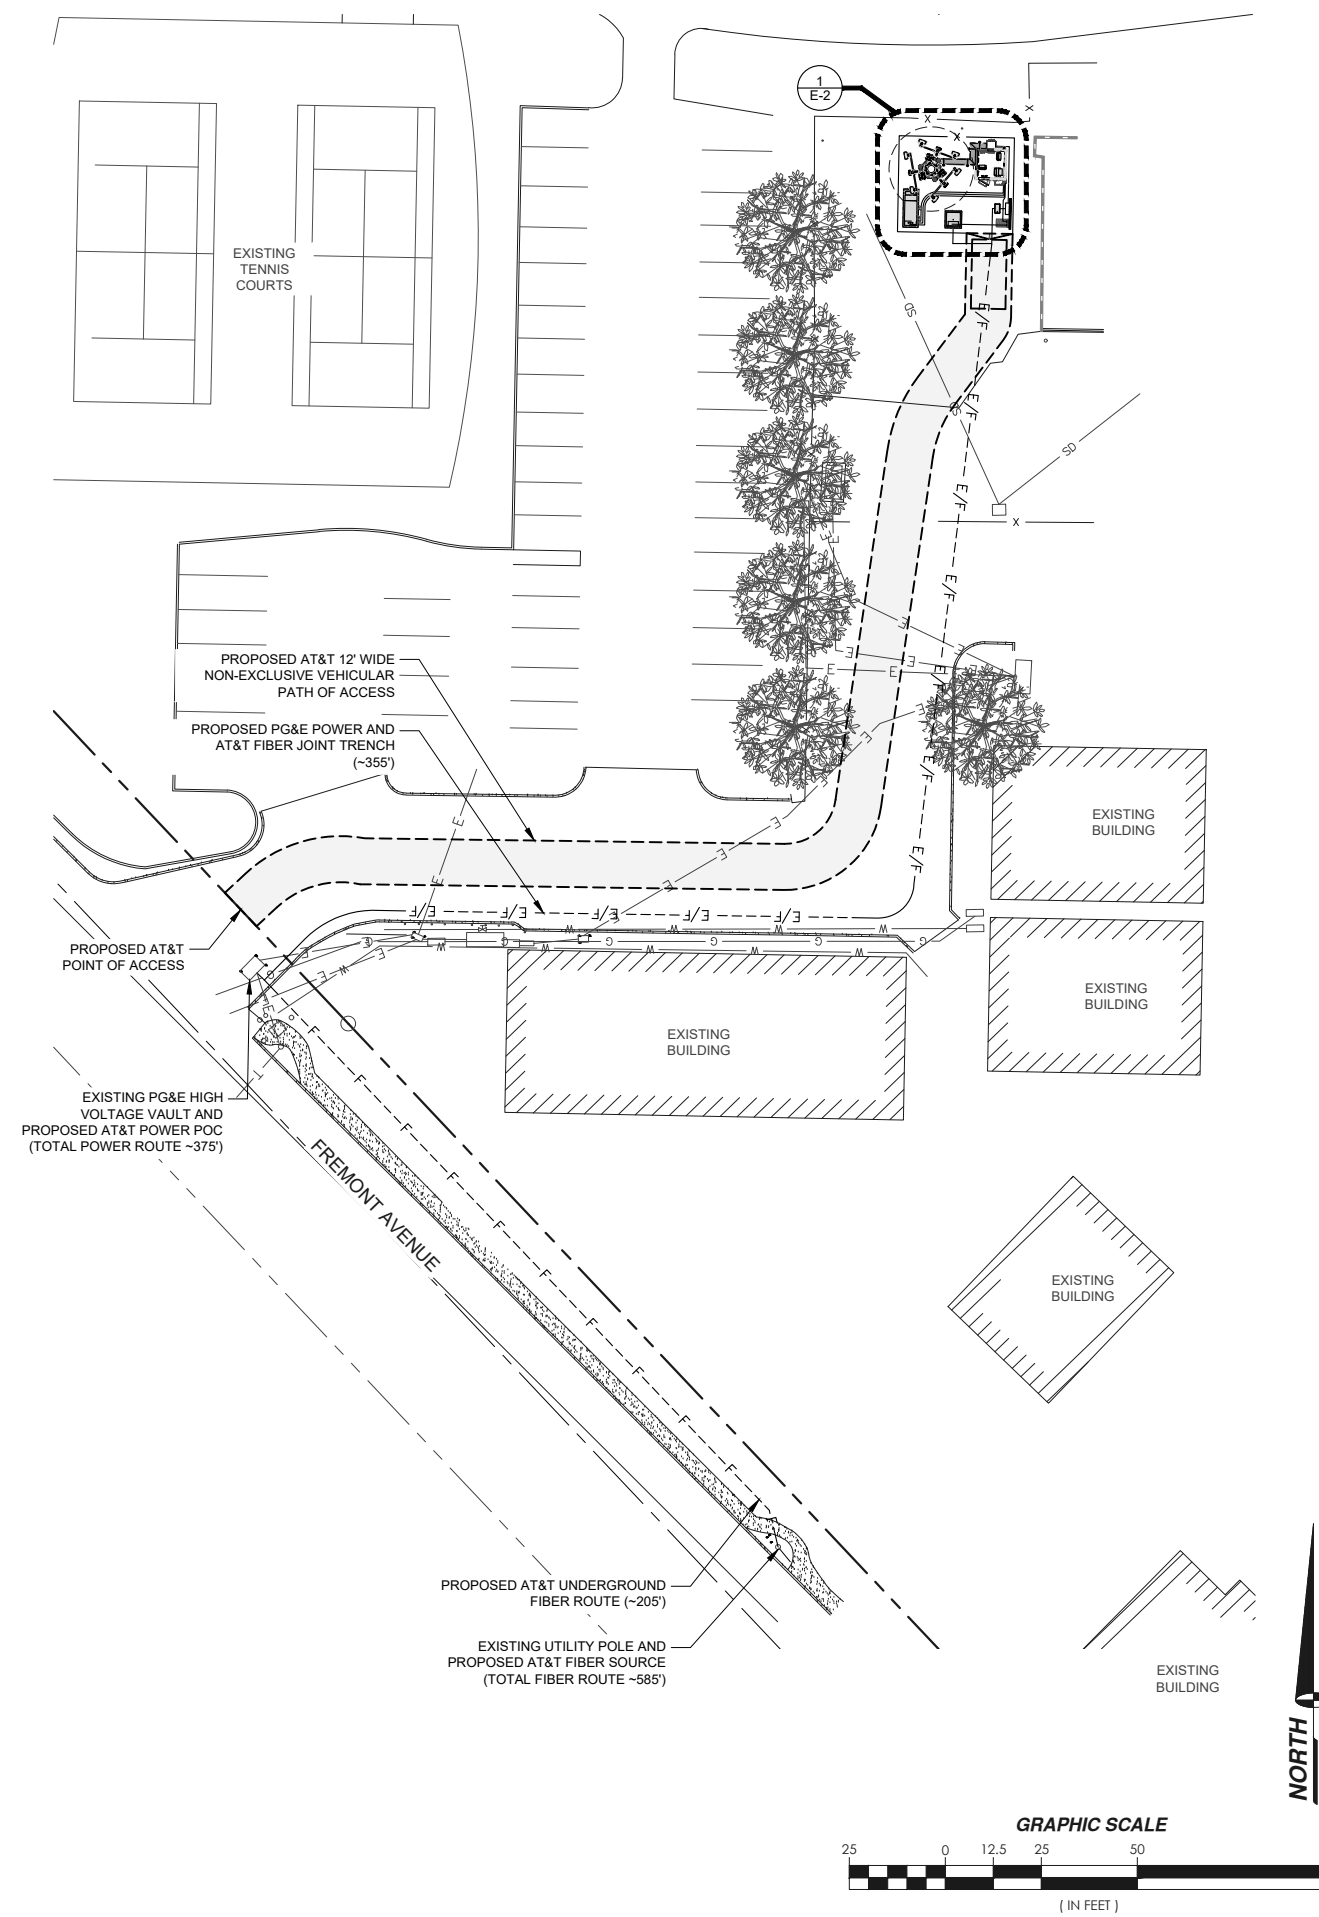 1
E-2
X
X
X
EXISTING
TENNIS
COURTS
SD
E/F
SD
E/F
SD
E/F
X
E
E
E/F
E
E
E
E
E
E
E
E/F
PROPOSED AT&T 12' WIDE
NON-EXCLUSIVE VEHICULAR
PATH OF ACCESS
PROPOSED PG&E POWER AND
AT&T FIBER JOINT TRENCH
(~355')
E
E
E/F
E
E
E
EXISTING
BUILDING
E/F
E
E
E/F
E/F
E/F
E/F
E/F
W
W
W
G
G
G
G
G
W
W
W
W
W
E
E
E
PROPOSED AT&T
POINT OF ACCESS
EXISTING
BUILDING
EXISTING
BUILDING
F
F
F
F
F
F
F
F
F
F
T
EXISTING PG&E HIGH
VOLTAGE VAULT AND
PROPOSED AT&T POWER POC
(TOTAL POWER ROUTE ~375')
FREMONT AVENUE
EXISTING
BUILDING
PROPOSED AT&T UNDERGROUND
FIBER ROUTE (~205')
EXISTING UTILITY POLE AND
PROPOSED AT&T FIBER SOURCE
(TOTAL FIBER ROUTE ~585')
EXISTING
BUILDING
NORTH
GRAPHIC SCALE
25 0 12.5 25 50
( IN FEET )